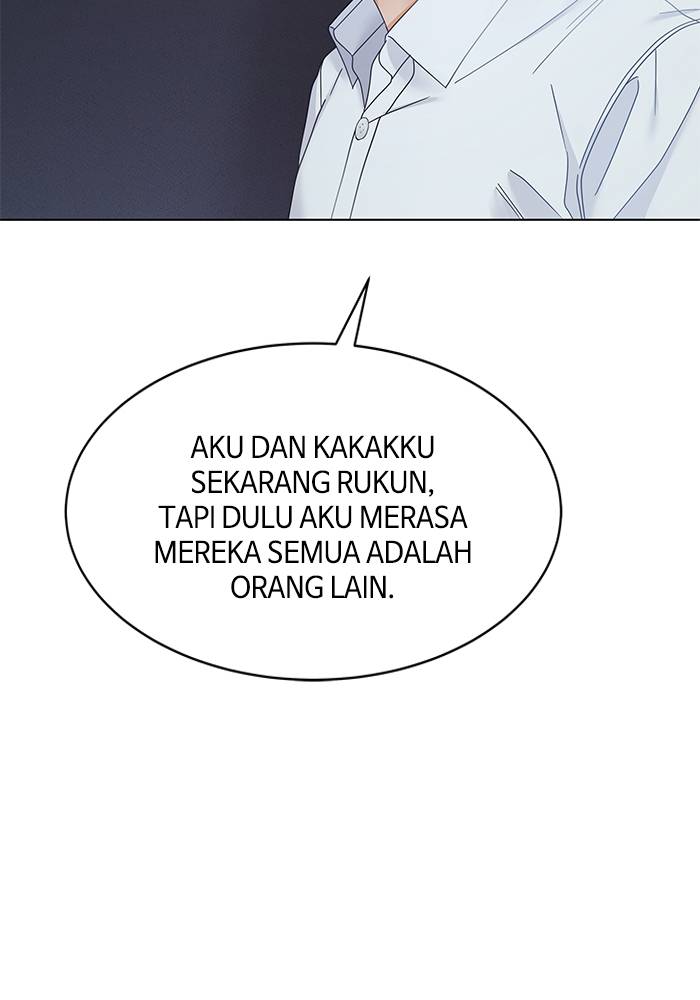 AKU DAN KAKAKKU
SEKARANG RUKUN,
TAPI DULU AKU MERASA
MEREKA SEMUA ADALAH
ORANG LAIN.